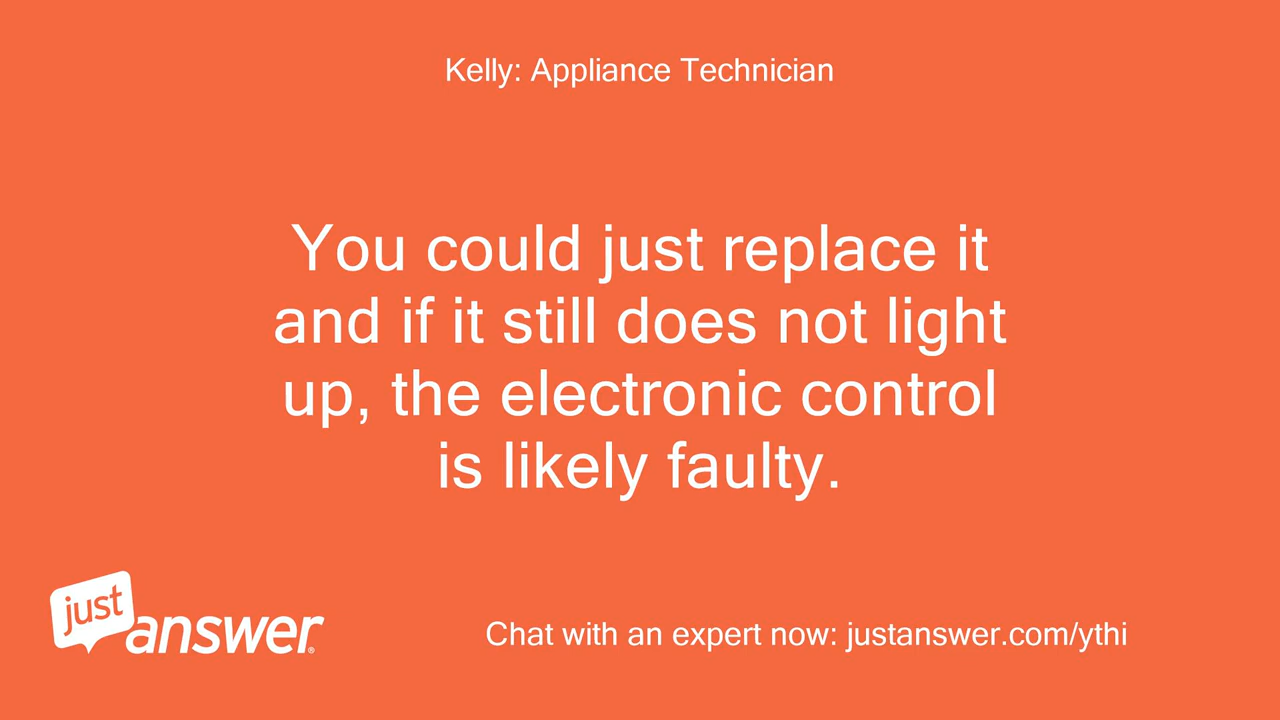 Kelly: Appliance Technician
You could just replace it
and if it still does not light
up, the electronic control
is likely faulty.
just
answer®
Chat with an expert now: justanswer.com/ythi